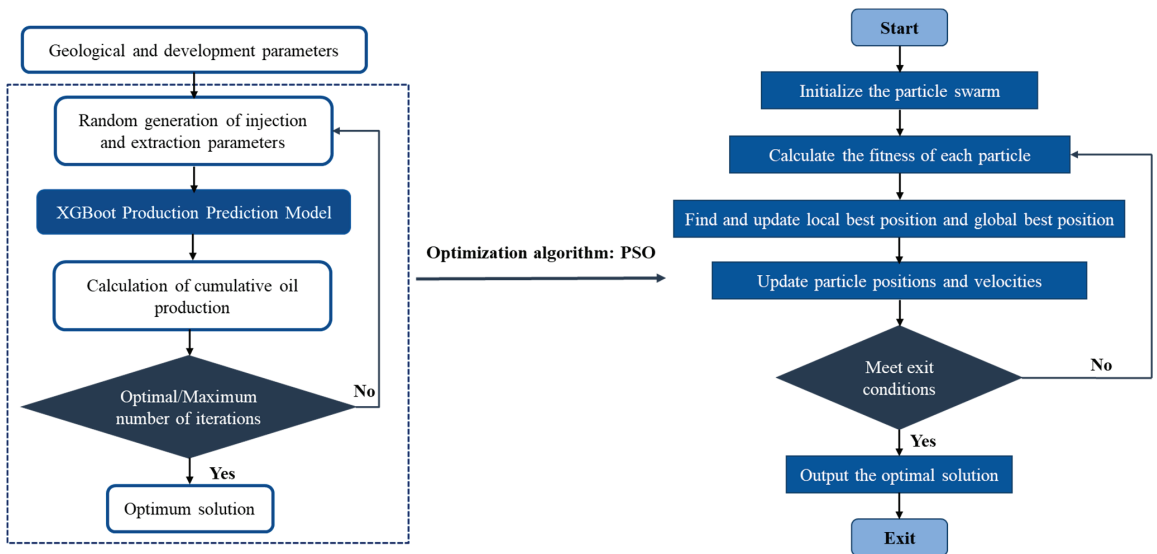 Geological and development parameters
Random generation of injection
and extraction parameters
XGBoot Production Prediction Model
Calculation of cumulative oil
production
Optimal/Maximum
number of iterations
No
Yes
Optimum solution
Optimization algorithm: PSO
Start
Initialize the particle swarm
Calculate the fitness of each particle
Find and update local best position and global best position
Update particle positions and velocities
Meet exit
conditions
No
Yes
Output the optimal solution
Exit